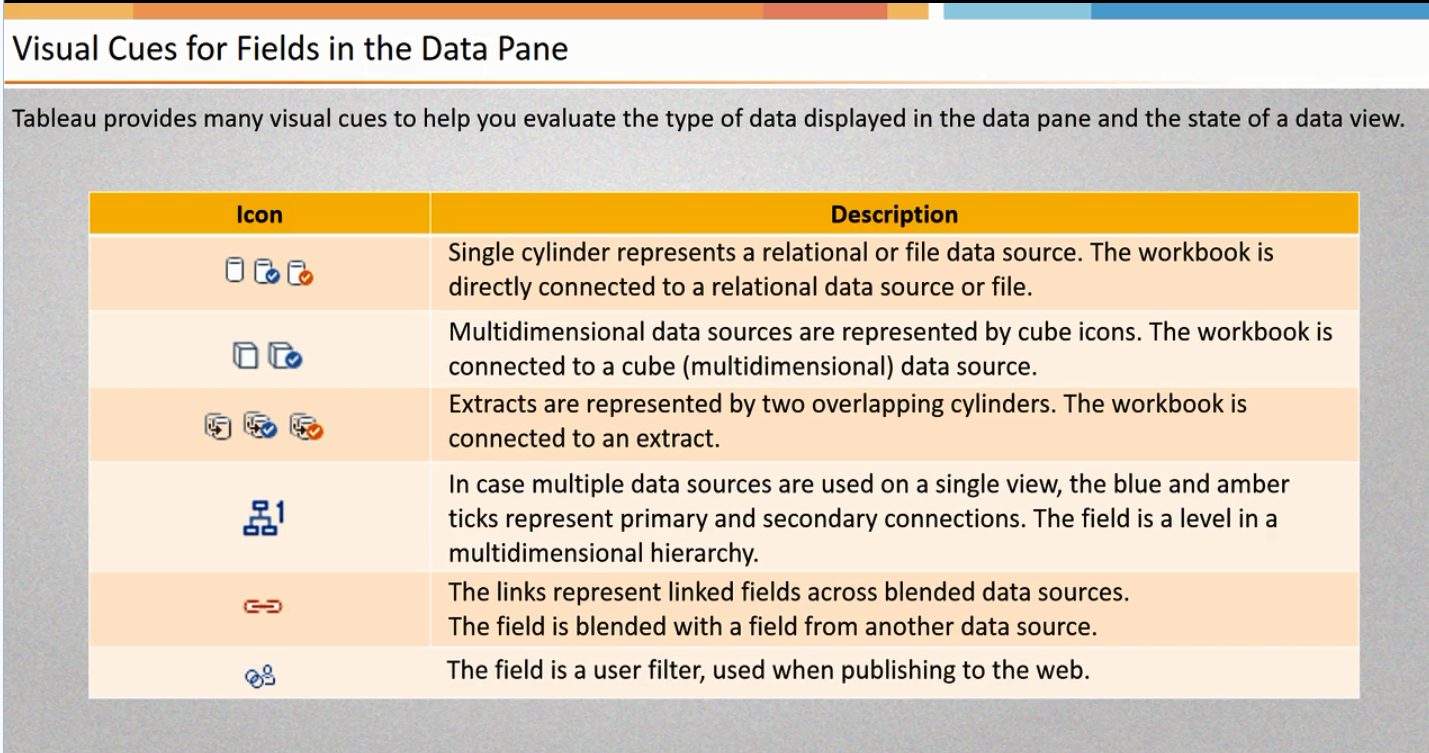 Visual Cues for Fields in the Data Pane
Tableau provides many visual cues to help you evaluate the type of data displayed in the data pane and the state of a data view.
Icon
Description
Single cylinder represents a relational or file data source. The workbook is
directly connected to a relational data source or file.
Multidimensional data sources are represented by cube icons. The workbook is
connected to a cube (multidimensional) data source.
Extracts are represented by two overlapping cylinders. The workbook is
connected to an extract.
1
In case multiple data sources are used on a single view, the blue and amber
ticks represent primary and secondary connections. The field is a level in a
multidimensional hierarchy.
The links represent linked fields across blended data sources.
The field is blended with a field from another data source.
The field is a user filter, used when publishing to the web.